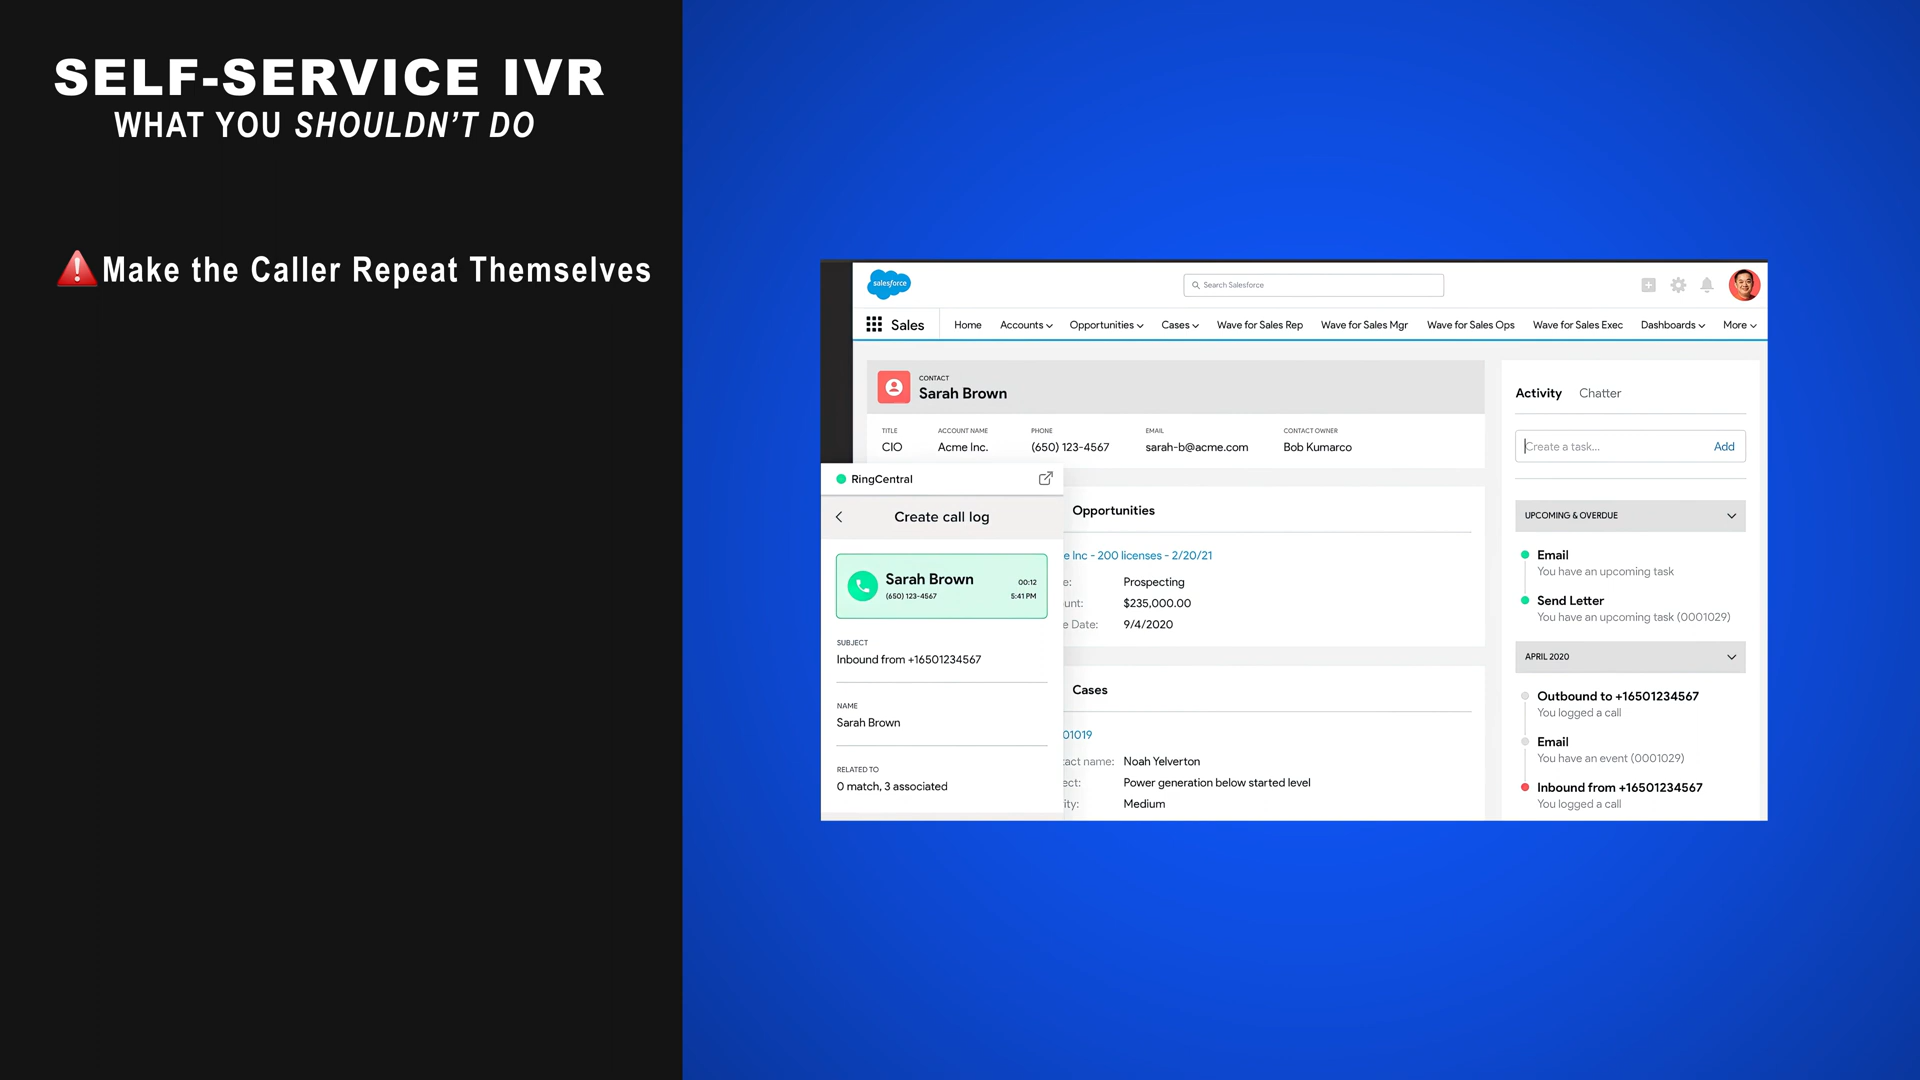 SELF-SERVICE IVR
WHAT YOU SHOULDN'T DO
Make the Caller Repeat Themselves
salesforce
Search Salesforce
Sales
Home
Accounts
Opportunities
Cases
Wave for Sales Rep
Wave for Sales Mgr
Wave for Sales Ops
Wave for Sales Exec
Dashboards
More
CONTACT
Sarah Brown
TITLE
CIO
ACCOUNT NAME
Acme Inc.
PHONE
(650) 123-4567
EMAIL
sarah-b@acme.com
CONTACT OWNER
Bob Kumarco
RingCentral
Create call log
Sarah Brown
(650) 123-4567
00:12
5:41 PM
SUBJECT
Inbound from +16501234567
NAME
Sarah Brown
RELATED TO
0 match, 3 associated
Opportunities
e Inc - 200 licenses - 2/20/21
e: Prospecting
unt: $235,000.00
e Date: 9/4/2020
Cases
01019
tact name: Noah Yelverton
ect: Power generation below started level
ity: Medium
Activity
Chatter
Create a task...
Add
UPCOMING & OVERDUE
Email
You have an upcoming task
Send Letter
You have an upcoming task (0001029)
APRIL 2020
Outbound to +16501234567
You logged a call
Email
You have an event (0001029)
Inbound from +16501234567
You logged a call